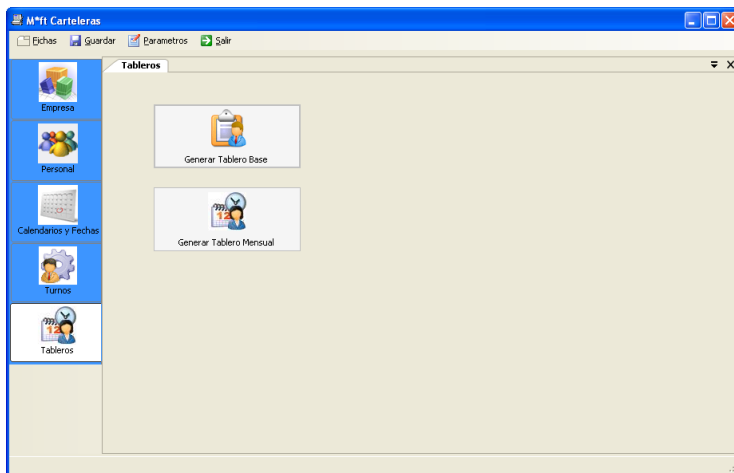 M*ft Carteleras
Fichas Guardar Parametros Salir
Tableros
Empresa
Personal
Calendarios y Fechas
Turnos
Tableros
Generar Tablero Base
Generar Tablero Mensual